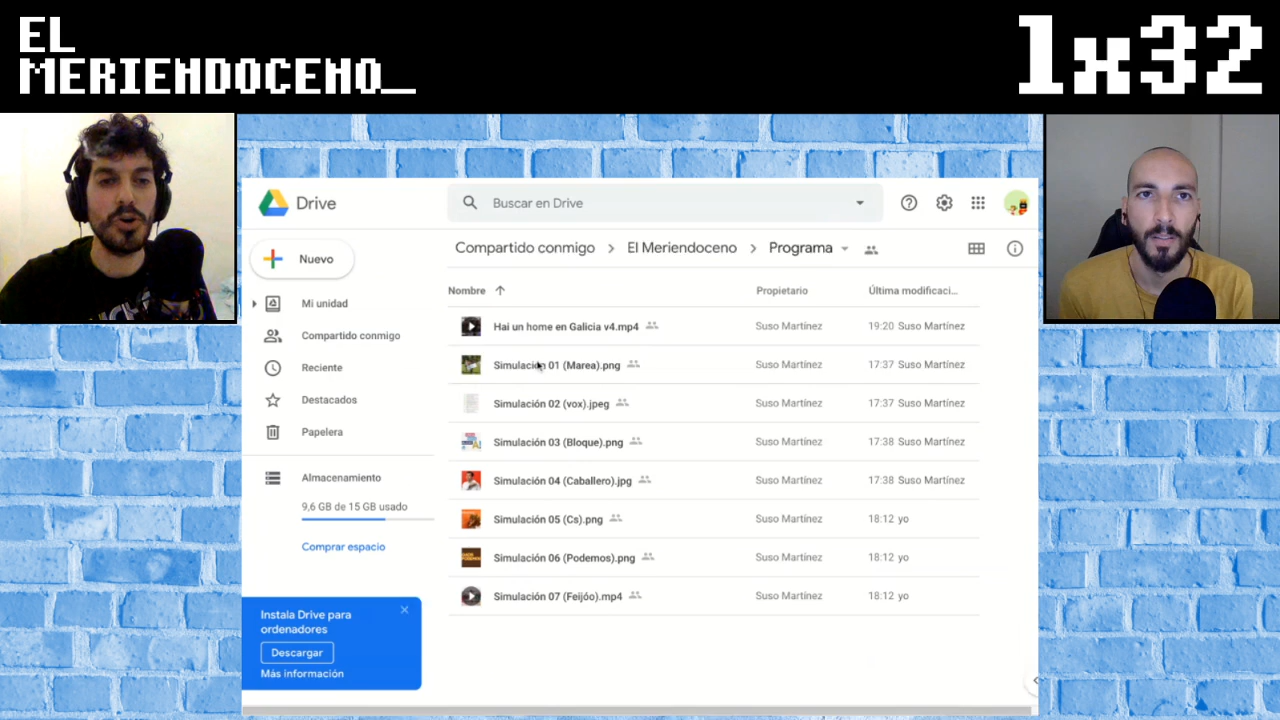 EL
MERIENDOCENO_
1x32
Drive
Buscar en Drive
Nuevo
Compartido conmigo > El Meriendoceno > Programa
Mi unidad
Compartido conmigo
Reciente
Destacados
Papelera
Almacenamiento
9,6 GB de 15 GB usado
Comprar espacio
Instala Drive para
ordenadores
Descargar
Más información
Nombre Propietario Última modificaci...
Hai un home en Galicia v4.mp4 Suso Martínez 19:20 Suso Martínez
Simulación 01 (Marea).png Suso Martínez 17:37 Suso Martínez
Simulación 02 (vox).jpeg Suso Martínez 17:37 Suso Martínez
Simulación 03 (Bloque).png Suso Martínez 17:38 Suso Martínez
Simulación 04 (Caballero).jpg Suso Martínez 17:38 Suso Martínez
Simulación 05 (Cs).png Suso Martínez 18:12 yo
Simulación 06 (Podemos).png Suso Martínez 18:12 yo
Simulación 07 (Feijóo).mp4 Suso Martínez 18:12 yo